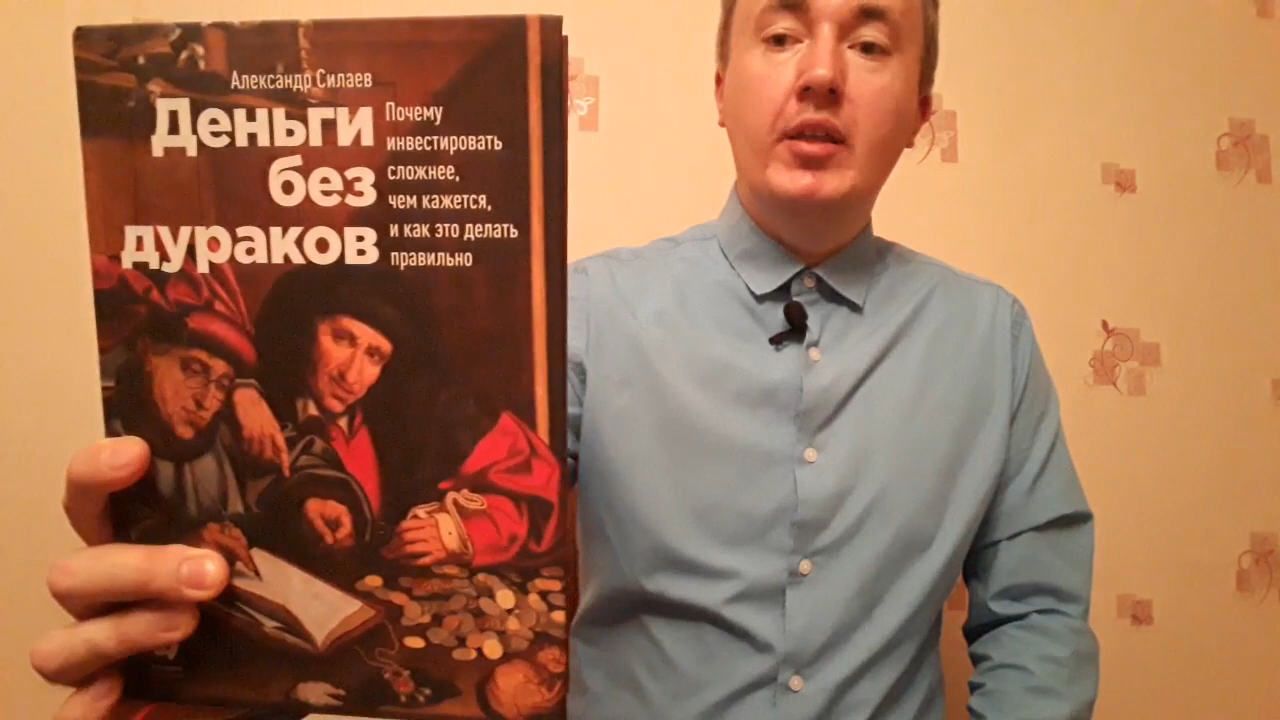 Александр Силаев
Деньги
без
дураков
Почему
инвестировать
сложнее,
чем кажется,
и как это делать
правильно